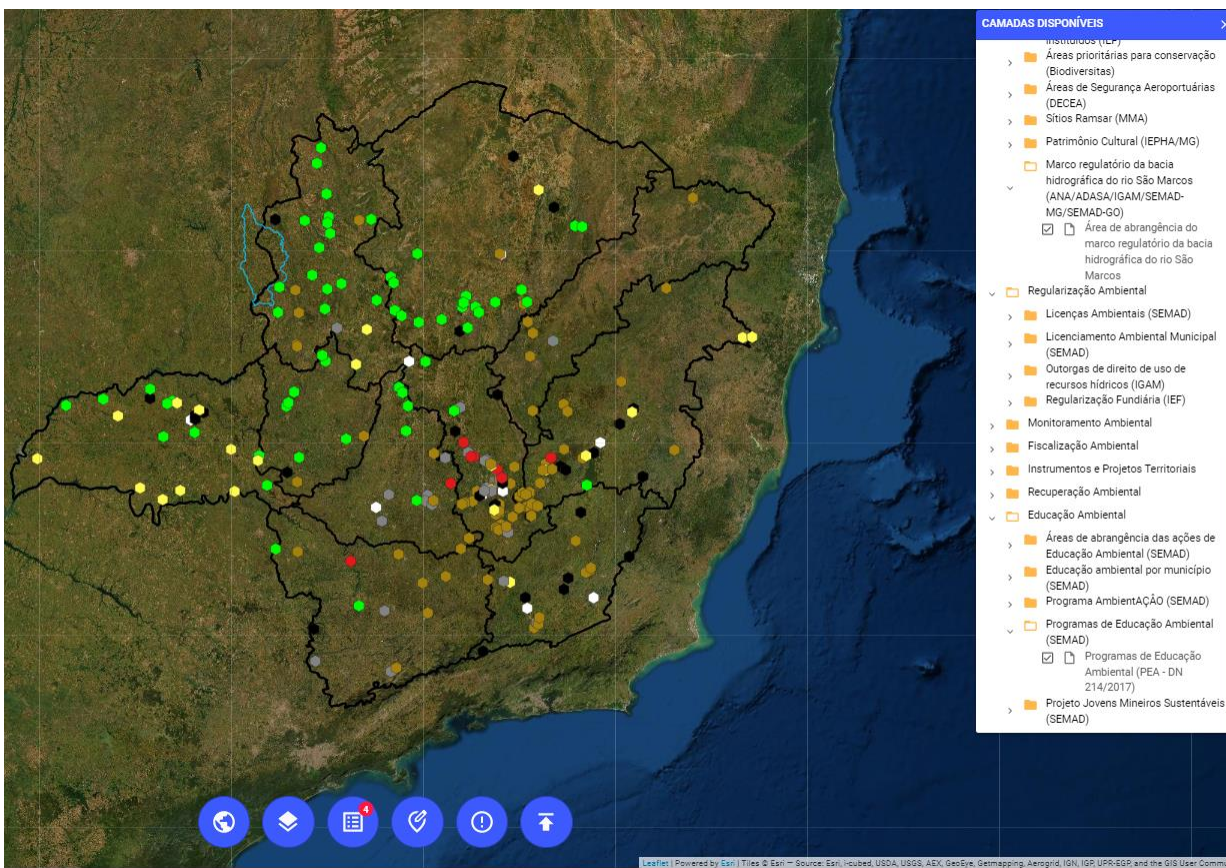 CAMADAS DISPONÍVEIS
Instituídos (IEF)
Áreas prioritárias para conservação
(Biodiversitas)
Áreas de Segurança Aeroportuárias
(DECEA)
Sítios Ramsar (MMA)
Patrimônio Cultural (IEPHA/MG)
Marco regulatório da bacia
hidrográfica do rio São Marcos
(ANA/ADASA/IGAM/SEMAD-
MG/SEMAD-GO)
Área de abrangência do
marco regulatório da bacia
hidrográfica do rio São
Marcos
Regularização Ambiental
Licenças Ambientais (SEMAD)
Licenciamento Ambiental Municipal
(SEMAD)
Outorgas de direito de uso de
recursos hídricos (IGAM)
Regularização Fundiária (IEF)
Monitoramento Ambiental
Fiscalização Ambiental
Instrumentos e Projetos Territoriais
Recuperação Ambiental
Educação Ambiental
Áreas de abrangência das ações de
Educação Ambiental (SEMAD)
Educação ambiental por município
(SEMAD)
Programa AmbientAÇÃO (SEMAD)
Programas de Educação Ambiental
(SEMAD)
Programas de Educação
Ambiental (PEA - DN
214/2017)
Projeto Jovens Mineiros Sustentáveis
(SEMAD)
4
Leaflet | Powered by Esri | Tiles © Esri — Source: Esri, i-cubed, USDA, USGS, AEX, GeoEye, Getmapping, Aerogrid, IGN, IGP, UPR-EGP, and the GIS User Commu